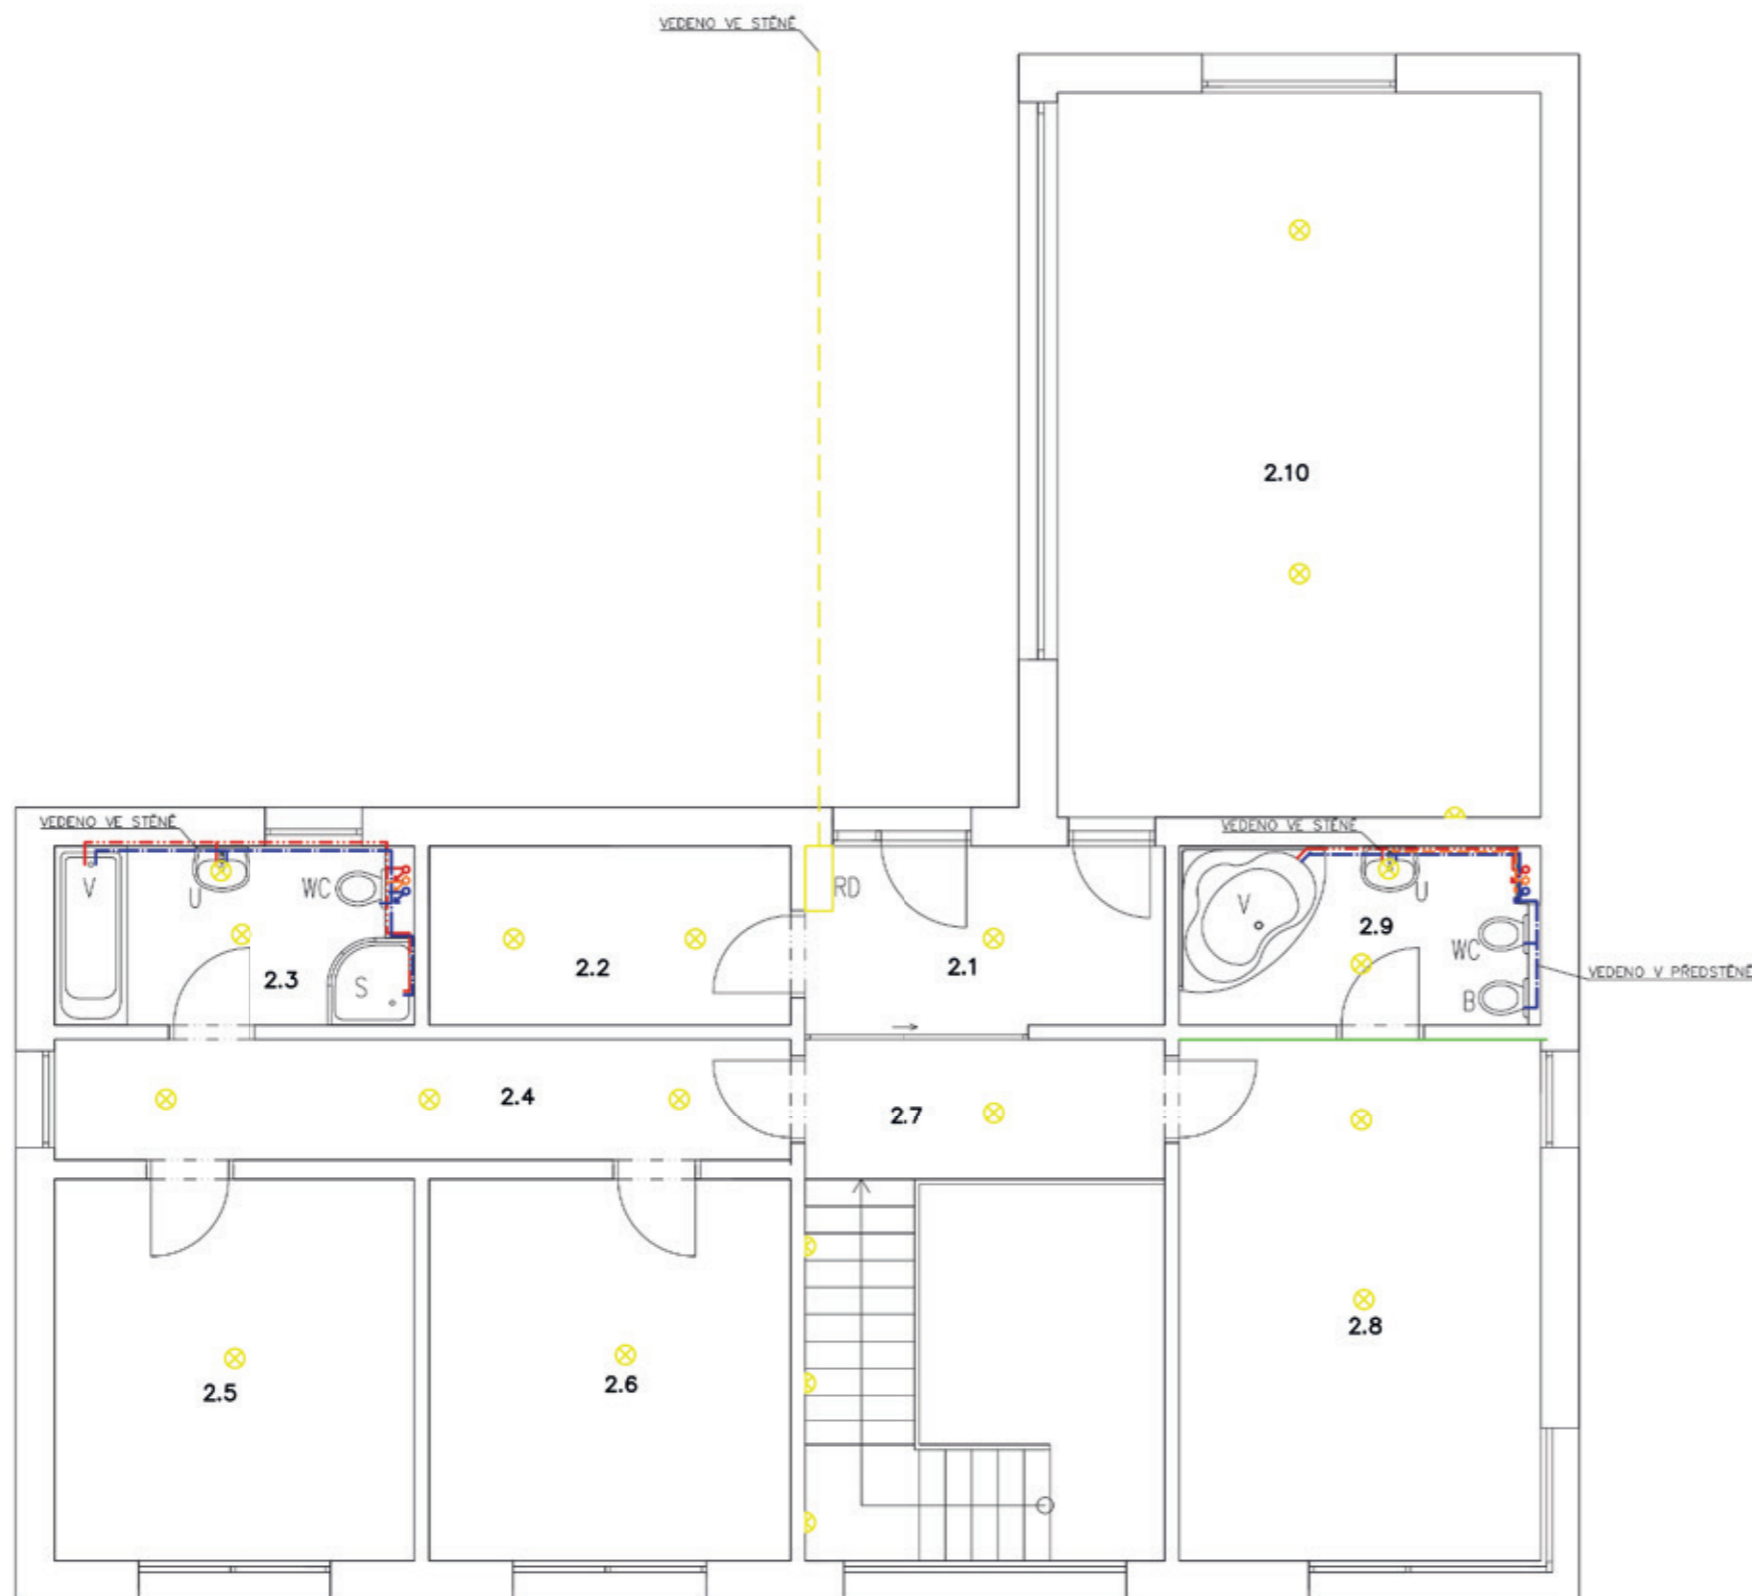 VEDENO VE STĚNĚ
2.10
VEDENO VE STĚNĚ
VEDENO VE STĚNĚ
V
U
WC
RD
V
U
2.3
S
2.2
2.1
2.9
WC
B
VEDENO V PŘEDSTĚNĚ
2.4
2.7
2.5
2.6
2.8